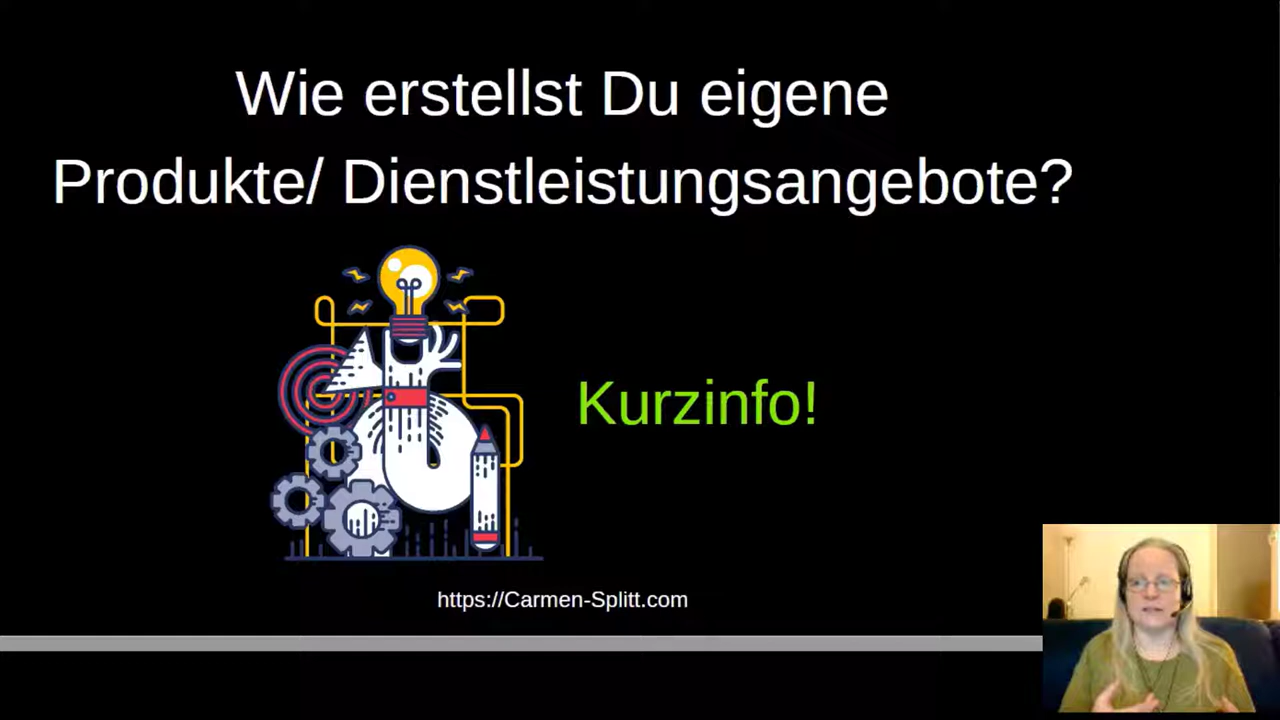 Wie erstellst Du eigene
Produkte/ Dienstleistungsangebote?
Kurzinfo!
https://Carmen-Splitt.com